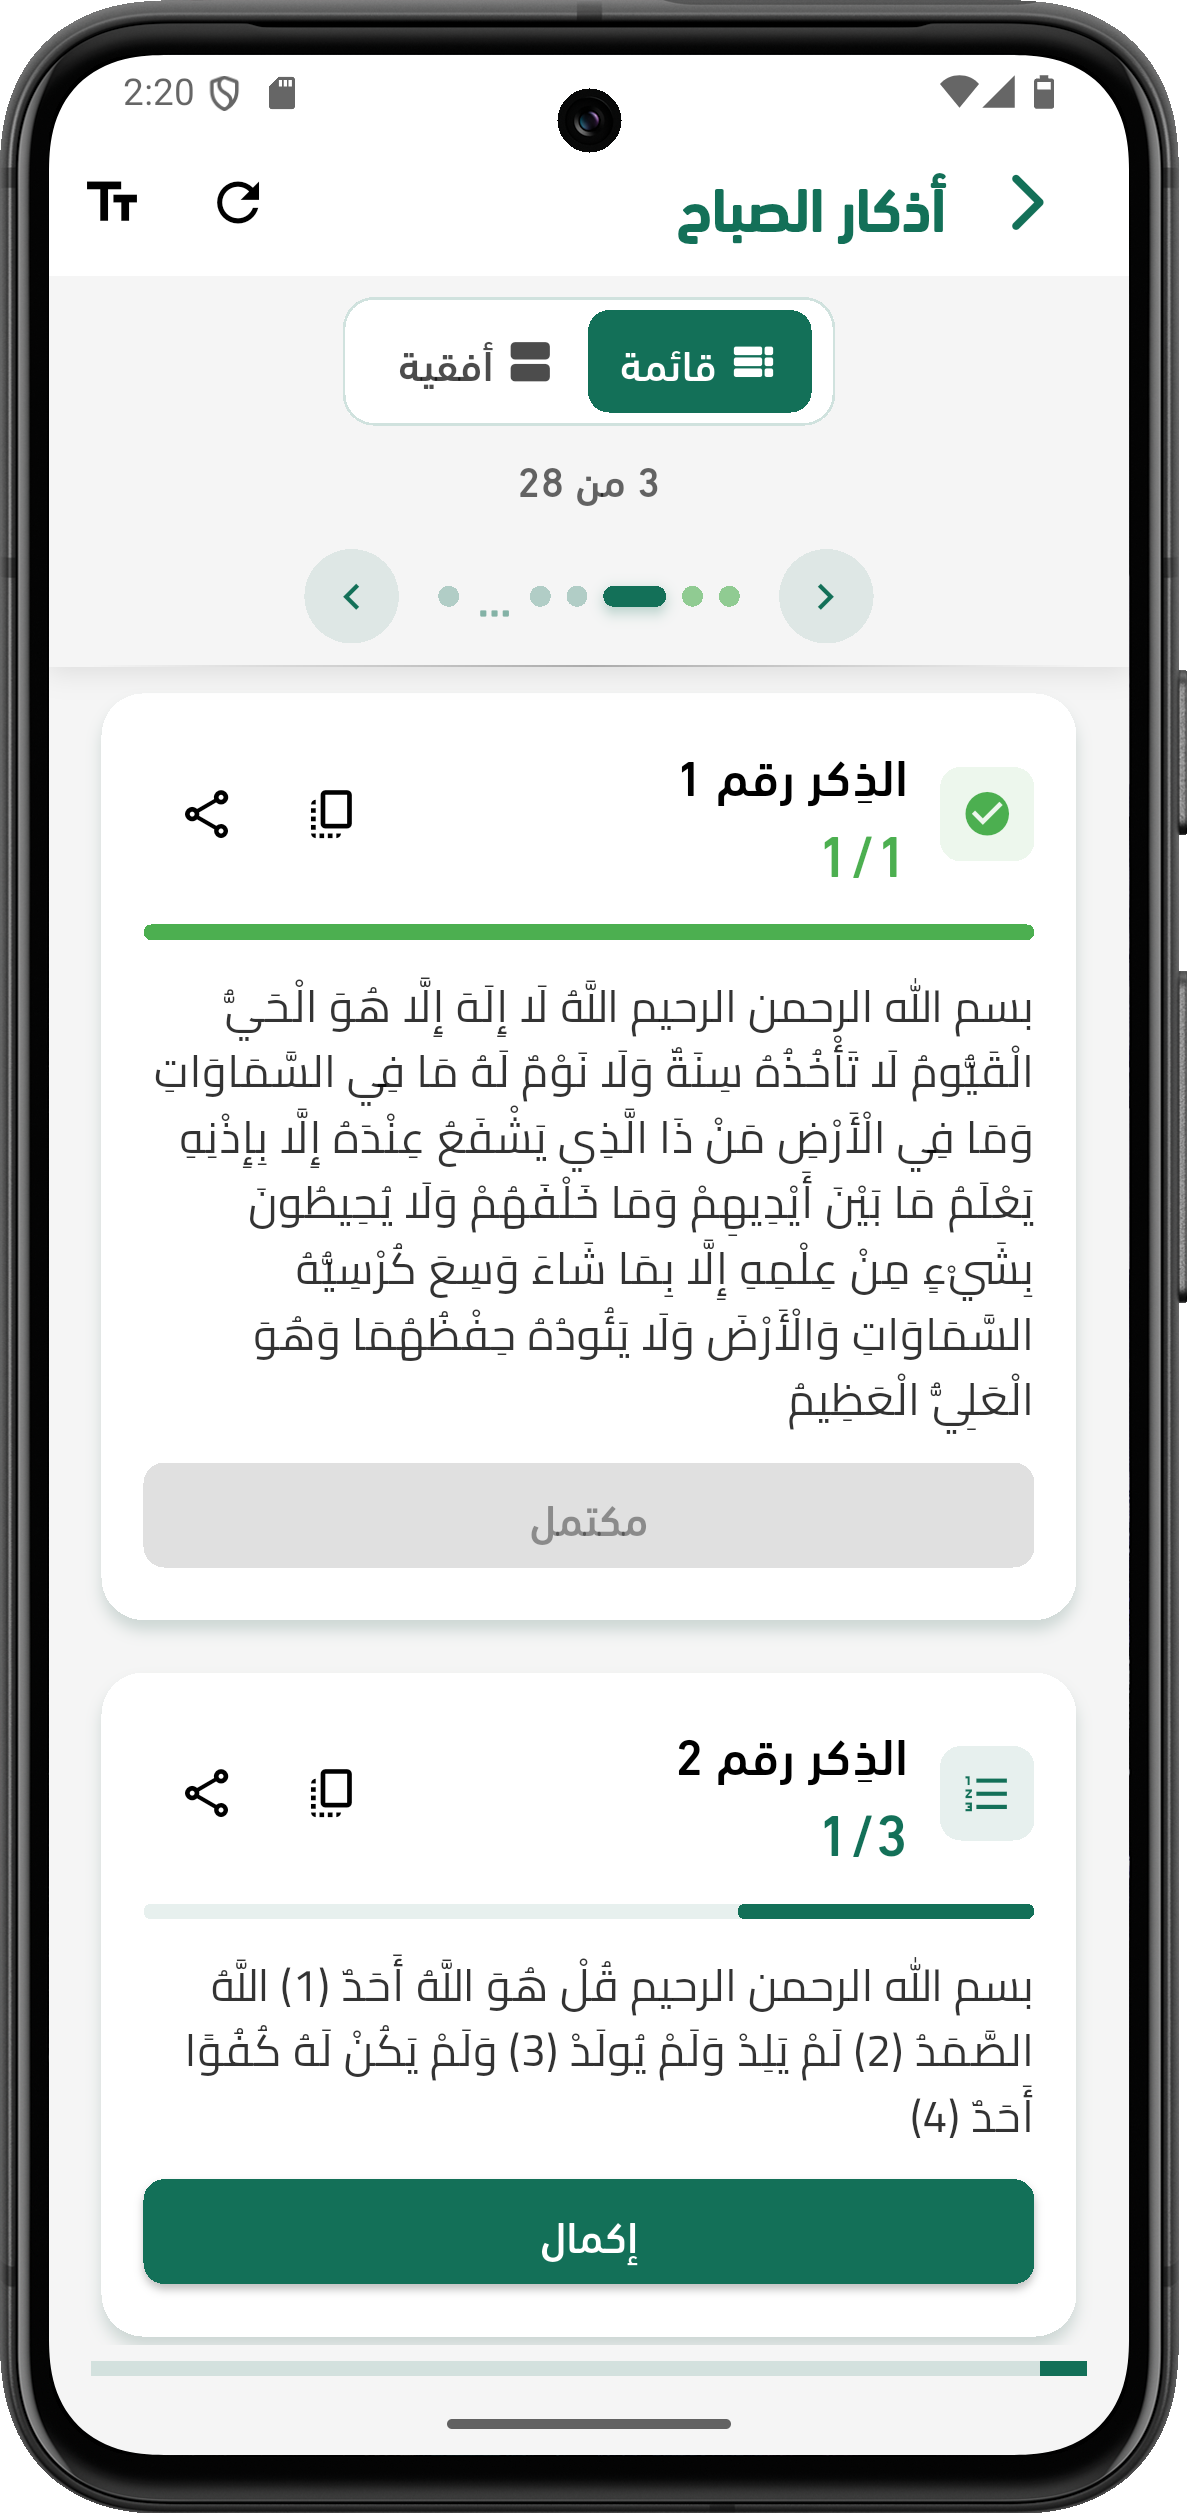 2:20
أذكار الصباح
قائمة
أفقية
3 من 28
...
الذِكر رقم 1
1/1
بسم الله الرحمن الرحيم اللَّهُ لَا إِلَهَ إِلَّا هُوَ الْحَيُّ
الْقَيُّومُ لَا تَأْخُذُهُ سِنَةٌ وَلَا نَوْمٌ لَهُ مَا فِي السَّمَاوَاتِ
وَمَا فِي الْأَرْضِ مَنْ ذَا الَّذِي يَشْفَعُ عِنْدَهُ إِلَّا بِإِذْنِهِ
يَعْلَمُ مَا بَيْنَ أَيْدِيهِمْ وَمَا خَلْفَهُمْ وَلَا يُحِيطُونَ
بِشَيْءٍ مِنْ عِلْمِهِ إِلَّا بِمَا شَاءَ وَسِعَ كُرْسِيُّهُ
السَّمَاوَاتِ وَالْأَرْضَ وَلَا يَئُودُهُ حِفْظُهُمَا وَهُوَ
الْعَلِيُّ الْعَظِيمُ
مكتمل
الذِكر رقم 2
1/3
بسم الله الرحمن الرحيم قُلْ هُوَ اللَّهُ أَحَدٌ (1) اللَّهُ
الصَّمَدُ (2) لَمْ يَلِدْ وَلَمْ يُولَدْ (3) وَلَمْ يَكُنْ لَهُ كُفُوًا
أَحَدٌ (4)
إكمال